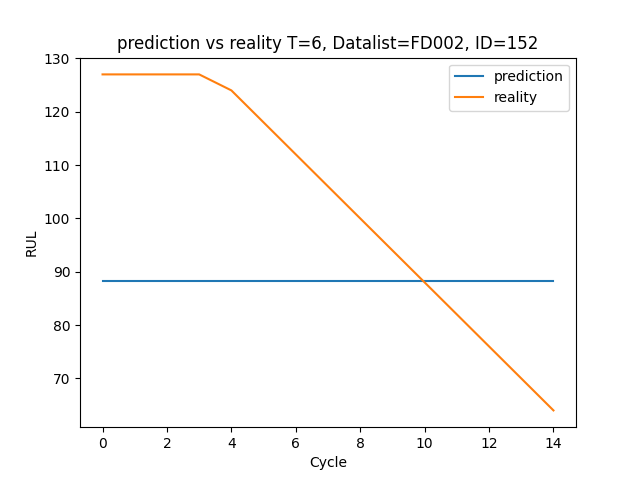 prediction vs reality T=6, Datalist=FD002, ID=152
prediction
reality
RUL
130
120
110
100
90
80
70
0 2 4 6 8 10 12 14
Cycle